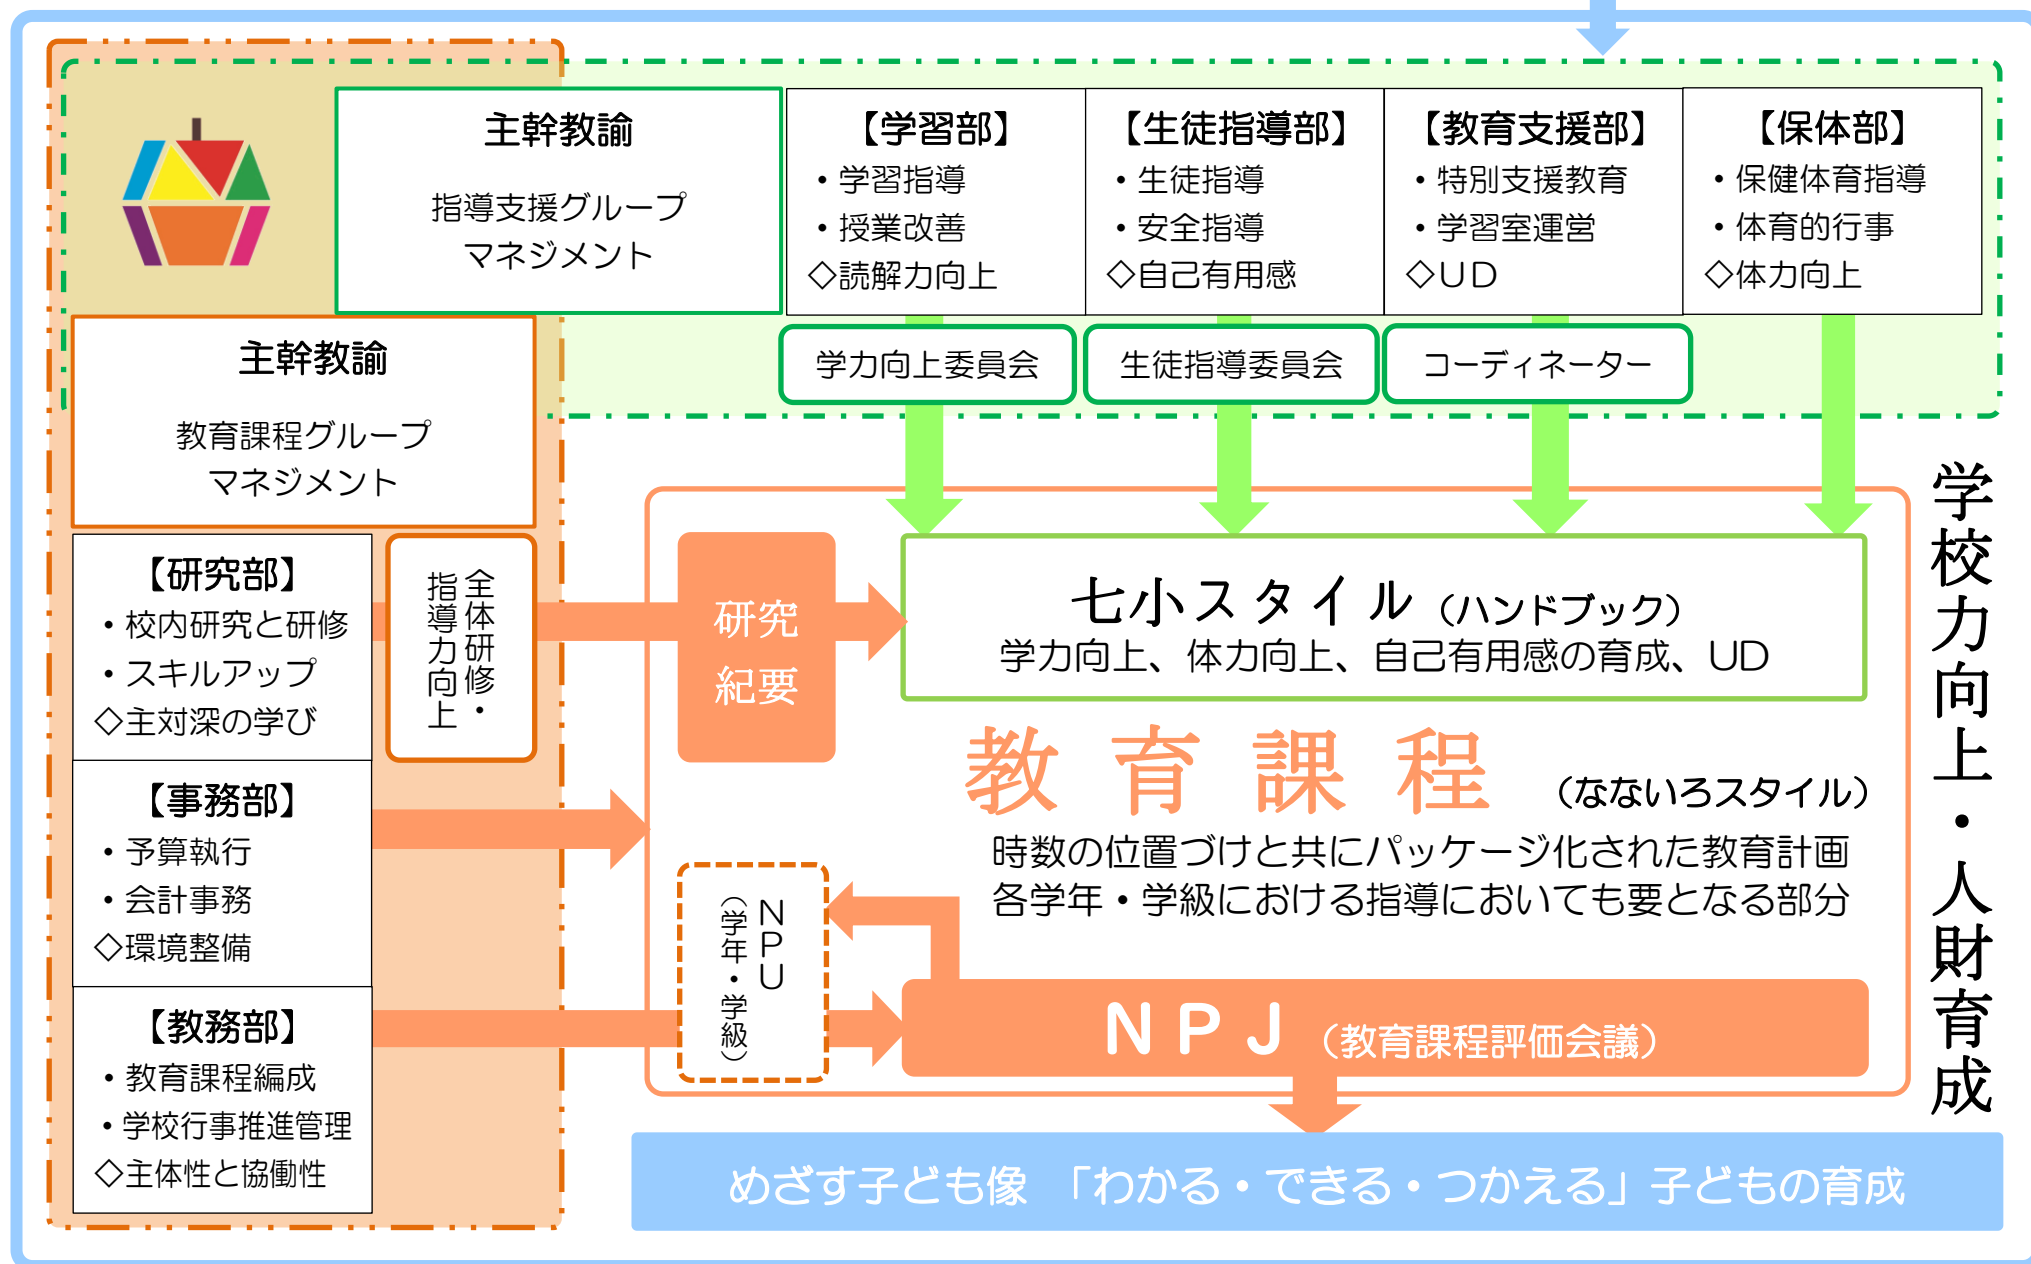 主幹教諭
指導支援グループ
マネジメント
【学習部】
・学習指導
・授業改善
◇読解力向上
【生徒指導部】
・生徒指導
・安全指導
◇自己有用感
【教育支援部】
・特別支援教育
・学習室運営
◇ＵＤ
【保体部】
・保健体育指導
・体育的行事
◇体力向上
学力向上委員会
生徒指導委員会
コーディネーター
主幹教諭
教育課程グループ
マネジメント
【研究部】
・校内研究と研修
・スキルアップ
◇主対深の学び
全体研修・
指導力向上
【事務部】
・予算執行
・会計事務
◇環境整備
【教務部】
・教育課程編成
・学校行事推進管理
◇主体性と協働性
研究
紀要
七小スタイル（ハンドブック）
学力向上、体力向上、自己有用感の育成、ＵＤ
教育課程（なないろスタイル）
時数の位置づけと共にパッケージ化された教育計画
各学年・学級における指導においても要となる部分
ＮＰＵ
（学年・学級）
ＮＰＪ（教育課程評価会議）
学校力向上・人財育成
めざす子ども像　「わかる・できる・つかえる」子どもの育成